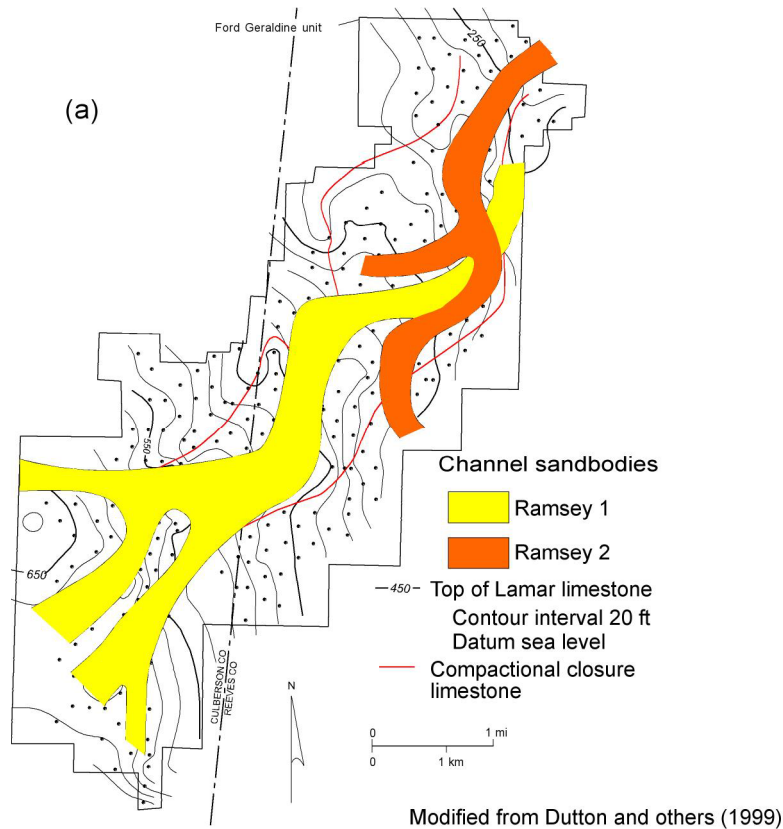 Ford Geraldine unit
250
(a)
550
650
Channel sandbodies
Ramsey 1
Ramsey 2
450
Top of Lamar limestone
Contour interval 20 ft
Datum sea level
Compactional closure
limestone
CULBERSON CO
REEVES CO
N
0 1 mi
0 1 km
Modified from Dutton and others (1999)